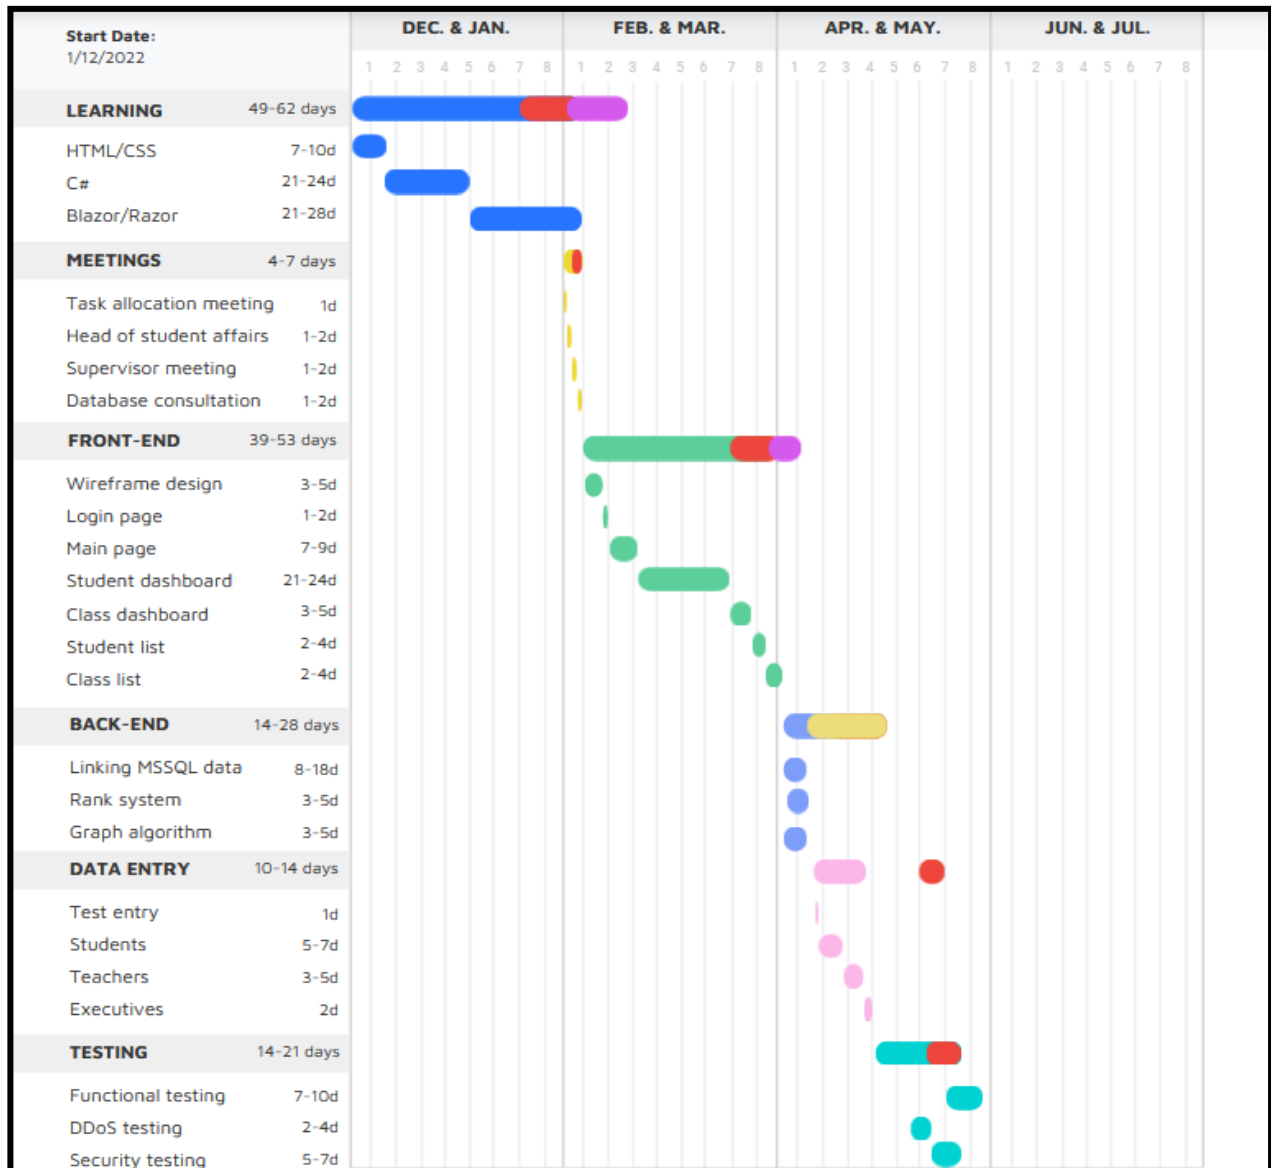 Start Date:
1/12/2022
DEC. & JAN. FEB. & MAR. APR. & MAY. JUN. & JUL.
1 2 3 4 5 6 7 8 1 2 3 4 5 6 7 8 1 2 3 4 5 6 7 8 1 2 3 4 5 6 7 8
LEARNING 49-62 days
HTML/CSS 7-10d
C# 21-24d
Blazor/Razor 21-28d
MEETINGS 4-7 days
Task allocation meeting 1d
Head of student affairs 1-2d
Supervisor meeting 1-2d
Database consultation 1-2d
FRONT-END 39-53 days
Wireframe design 3-5d
Login page 1-2d
Main page 7-9d
Student dashboard 21-24d
Class dashboard 3-5d
Student list 2-4d
Class list 2-4d
BACK-END 14-28 days
Linking MSSQL data 8-18d
Rank system 3-5d
Graph algorithm 3-5d
DATA ENTRY 10-14 days
Test entry 1d
Students 5-7d
Teachers 3-5d
Executives 2d
TESTING 14-21 days
Functional testing 7-10d
DDoS testing 2-4d
Security testing 5-7d